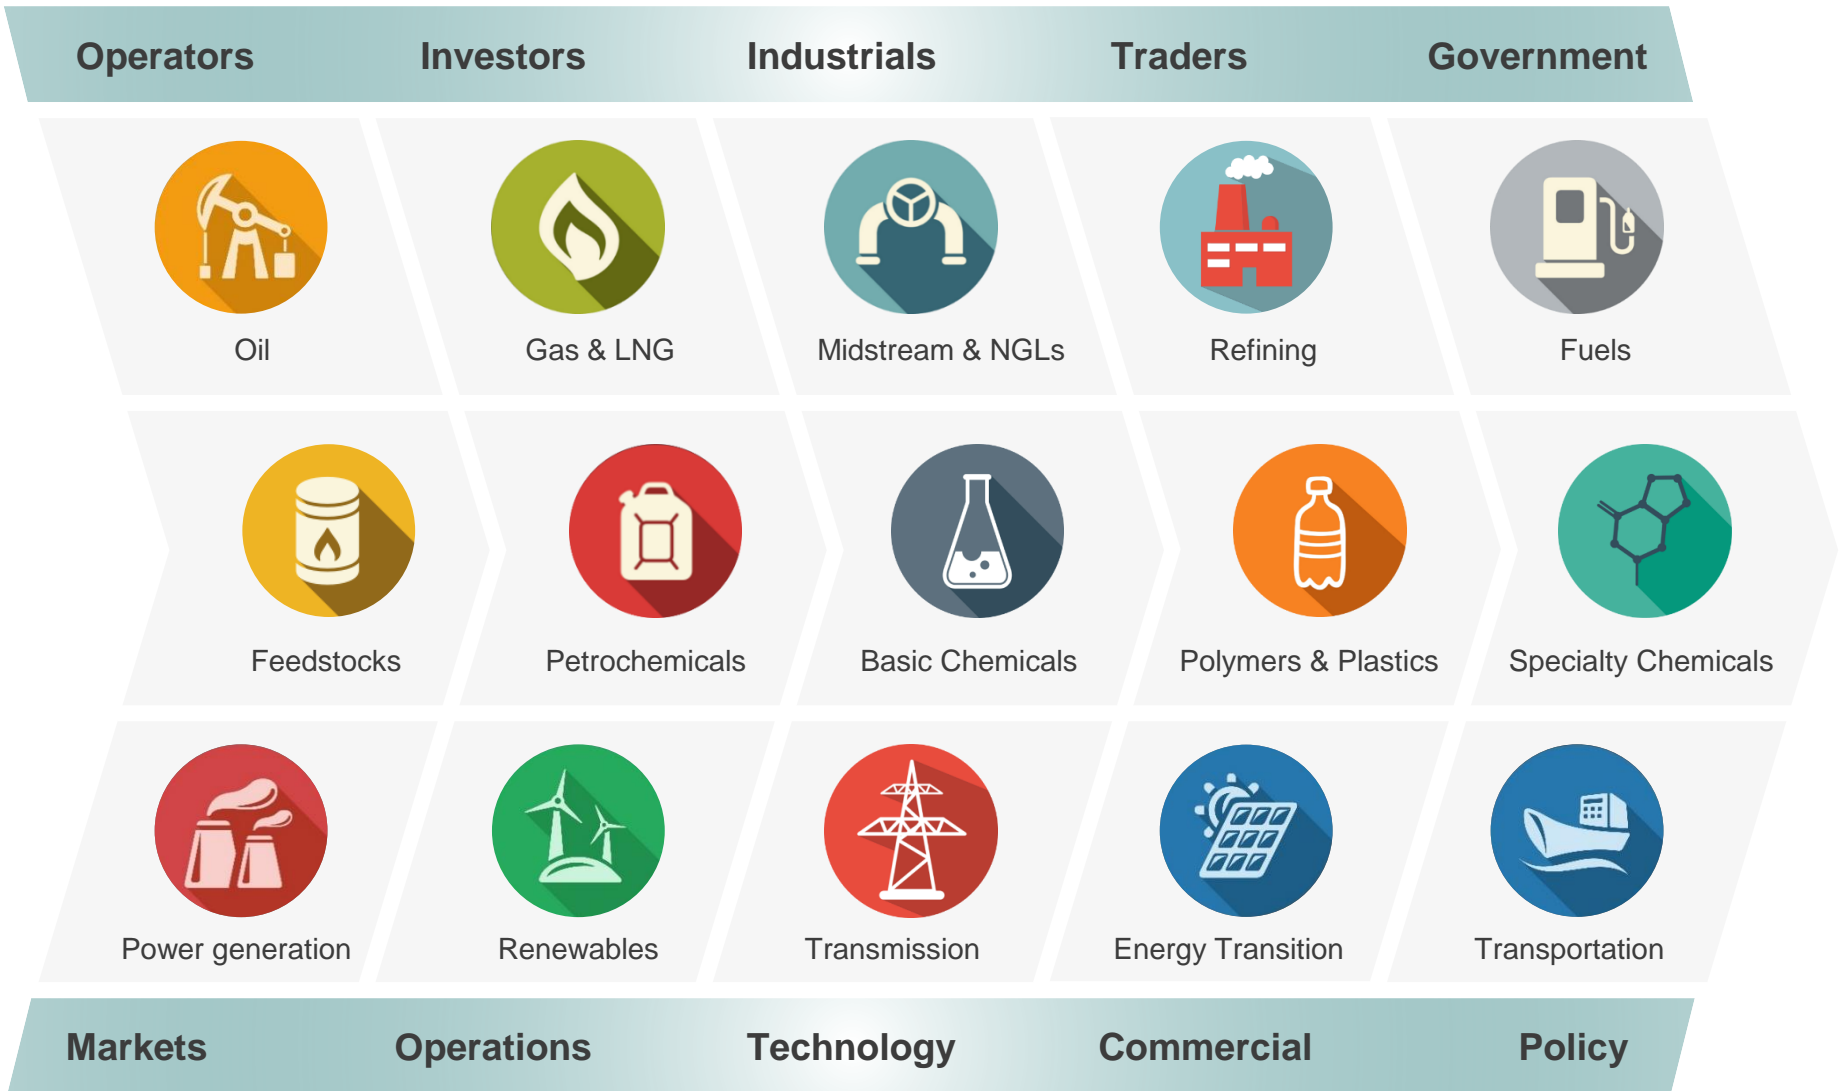 Operators Investors Industrials Traders Government
Oil Gas & LNG Midstream & NGLs Refining Fuels
Feedstocks Petrochemicals Basic Chemicals Polymers & Plastics Specialty Chemicals
Power generation Renewables Transmission Energy Transition Transportation
Markets Operations Technology Commercial Policy